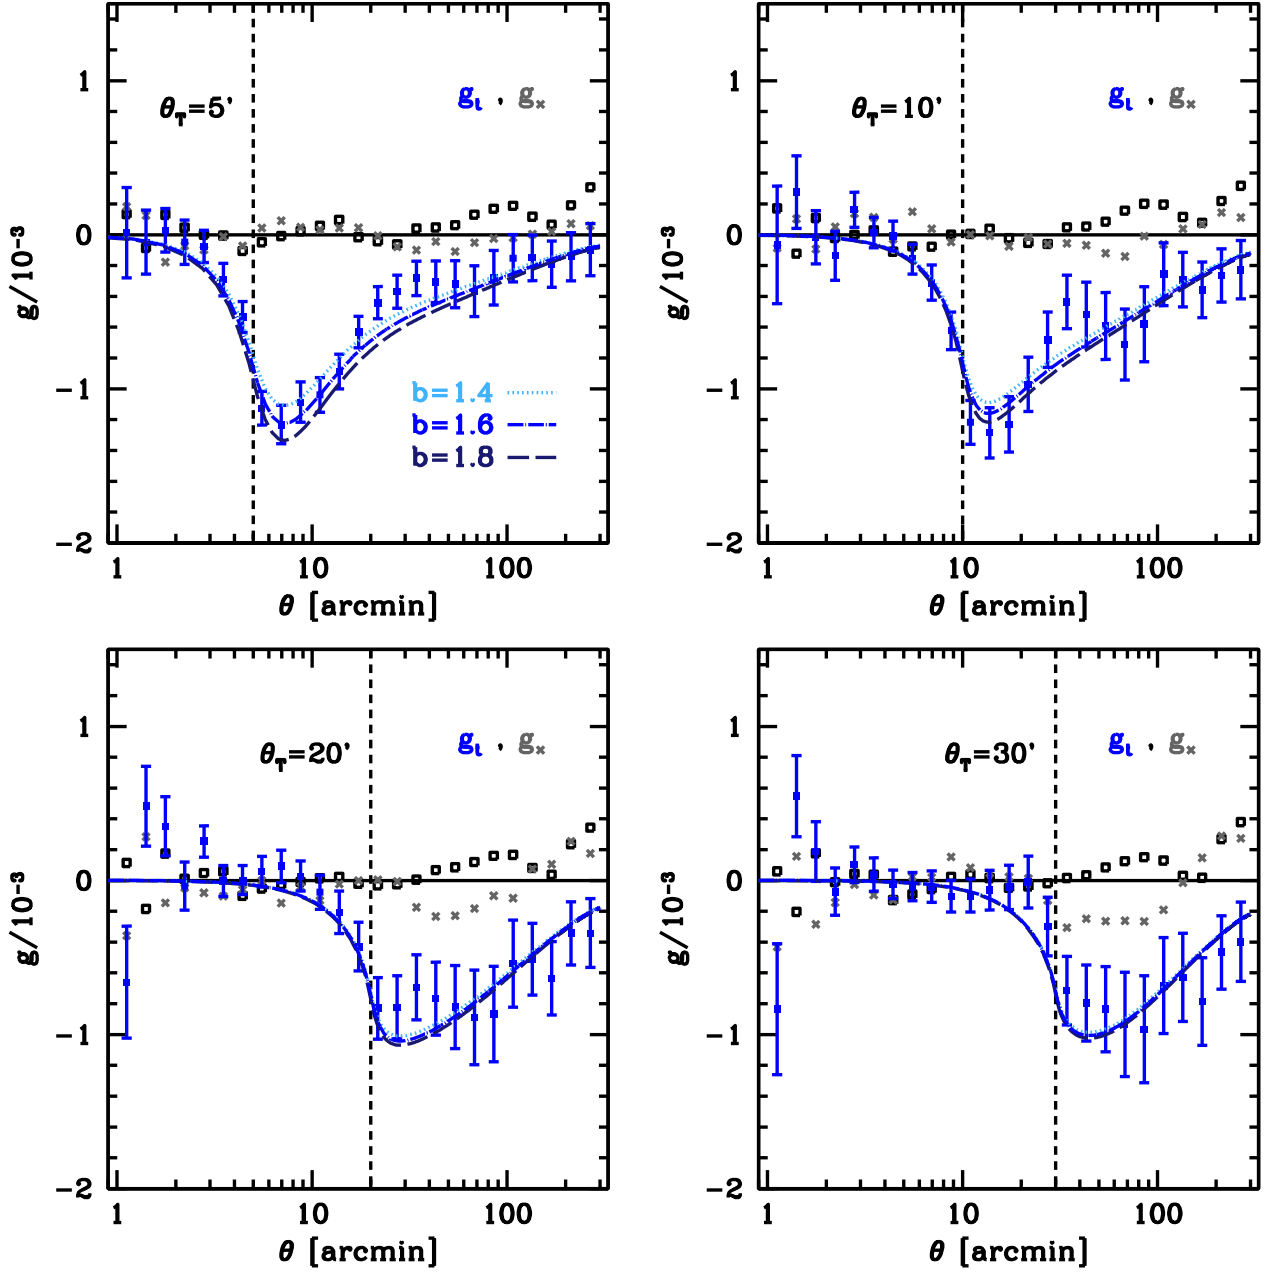 θT=5' gt , g×
1
0
-1
-2
g/10⁻³
b=1.4
b=1.6
b=1.8
1 10 100
θ [arcmin]
θT=10' gt , g×
1
0
-1
-2
g/10⁻³
1 10 100
θ [arcmin]
θT=20' gt , g×
1
0
-1
-2
g/10⁻³
1 10 100
θ [arcmin]
θT=30' gt , g×
1
0
-1
-2
g/10⁻³
1 10 100
θ [arcmin]